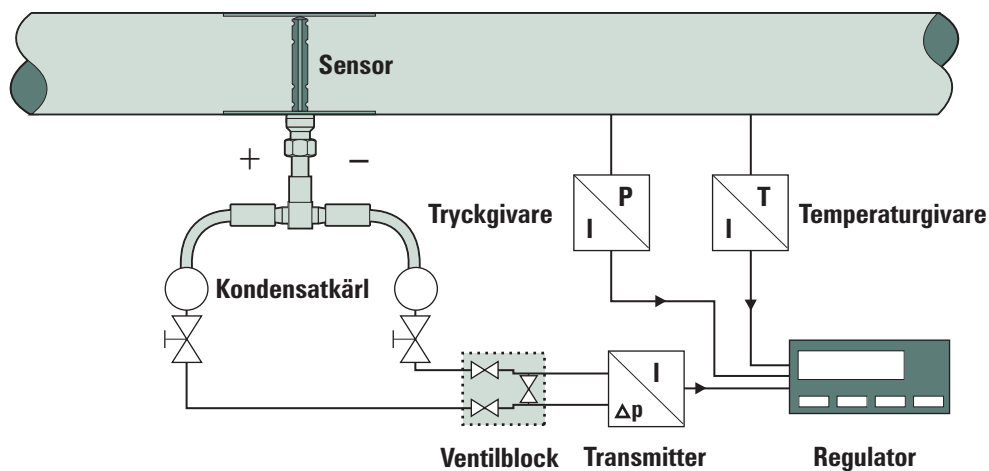 Sensor
+ −
P
I
T
I
Tryckgivare
Temperaturgivare
Kondensatkärl
I
Δp
Ventilblock
Transmitter
Regulator